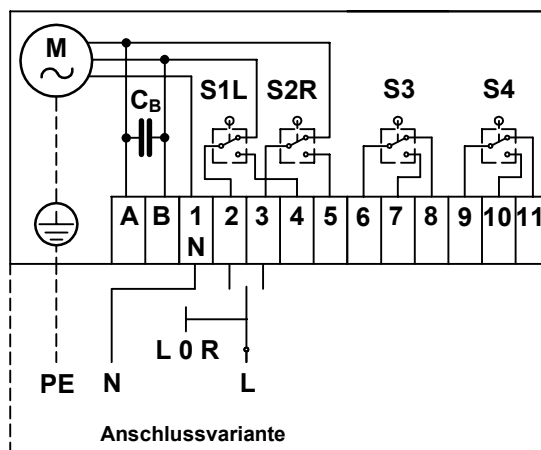 M
C_B
S1L S2R S3 S4
A B 1 2 3 4 5 6 7 8 9 10 11
N
L 0 R
PE N L
Anschlussvariante